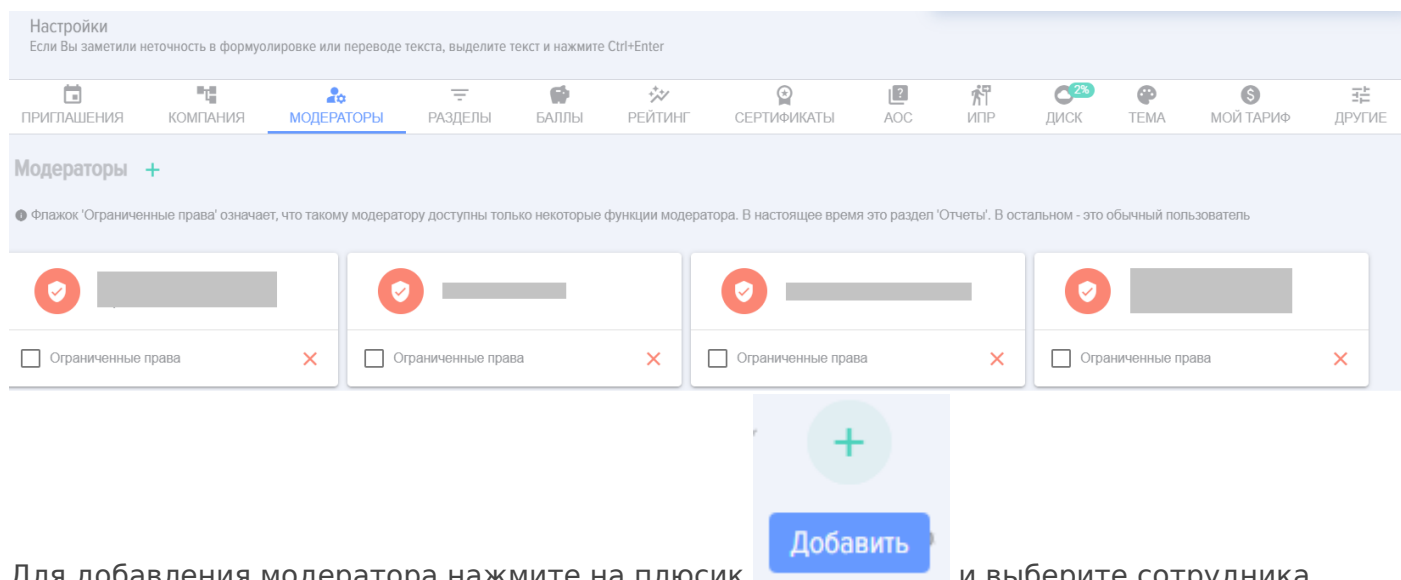 Настройки
Если Вы заметили неточность в формуолировке или переводе текста, выделите текст и нажмите Ctrl+Enter
2%
ПРИГЛАШЕНИЯ КОМПАНИЯ МОДЕРАТОРЫ РАЗДЕЛЫ БАЛЛЫ РЕЙТИНГ СЕРТИФИКАТЫ АОС ИПР ДИСК ТЕМА МОЙ ТАРИФ ДРУГИЕ
Модераторы +
Флажок 'Ограниченные права' означает, что такому модератору доступны только некоторые функции модератора. В настоящее время это раздел 'Отчеты'. В остальном - это обычный пользователь
Ограниченные права Ограниченные права Ограниченные права Ограниченные права
+
Добавить
Для добавления модератора нажмите на плюсик и выберите сотрудника